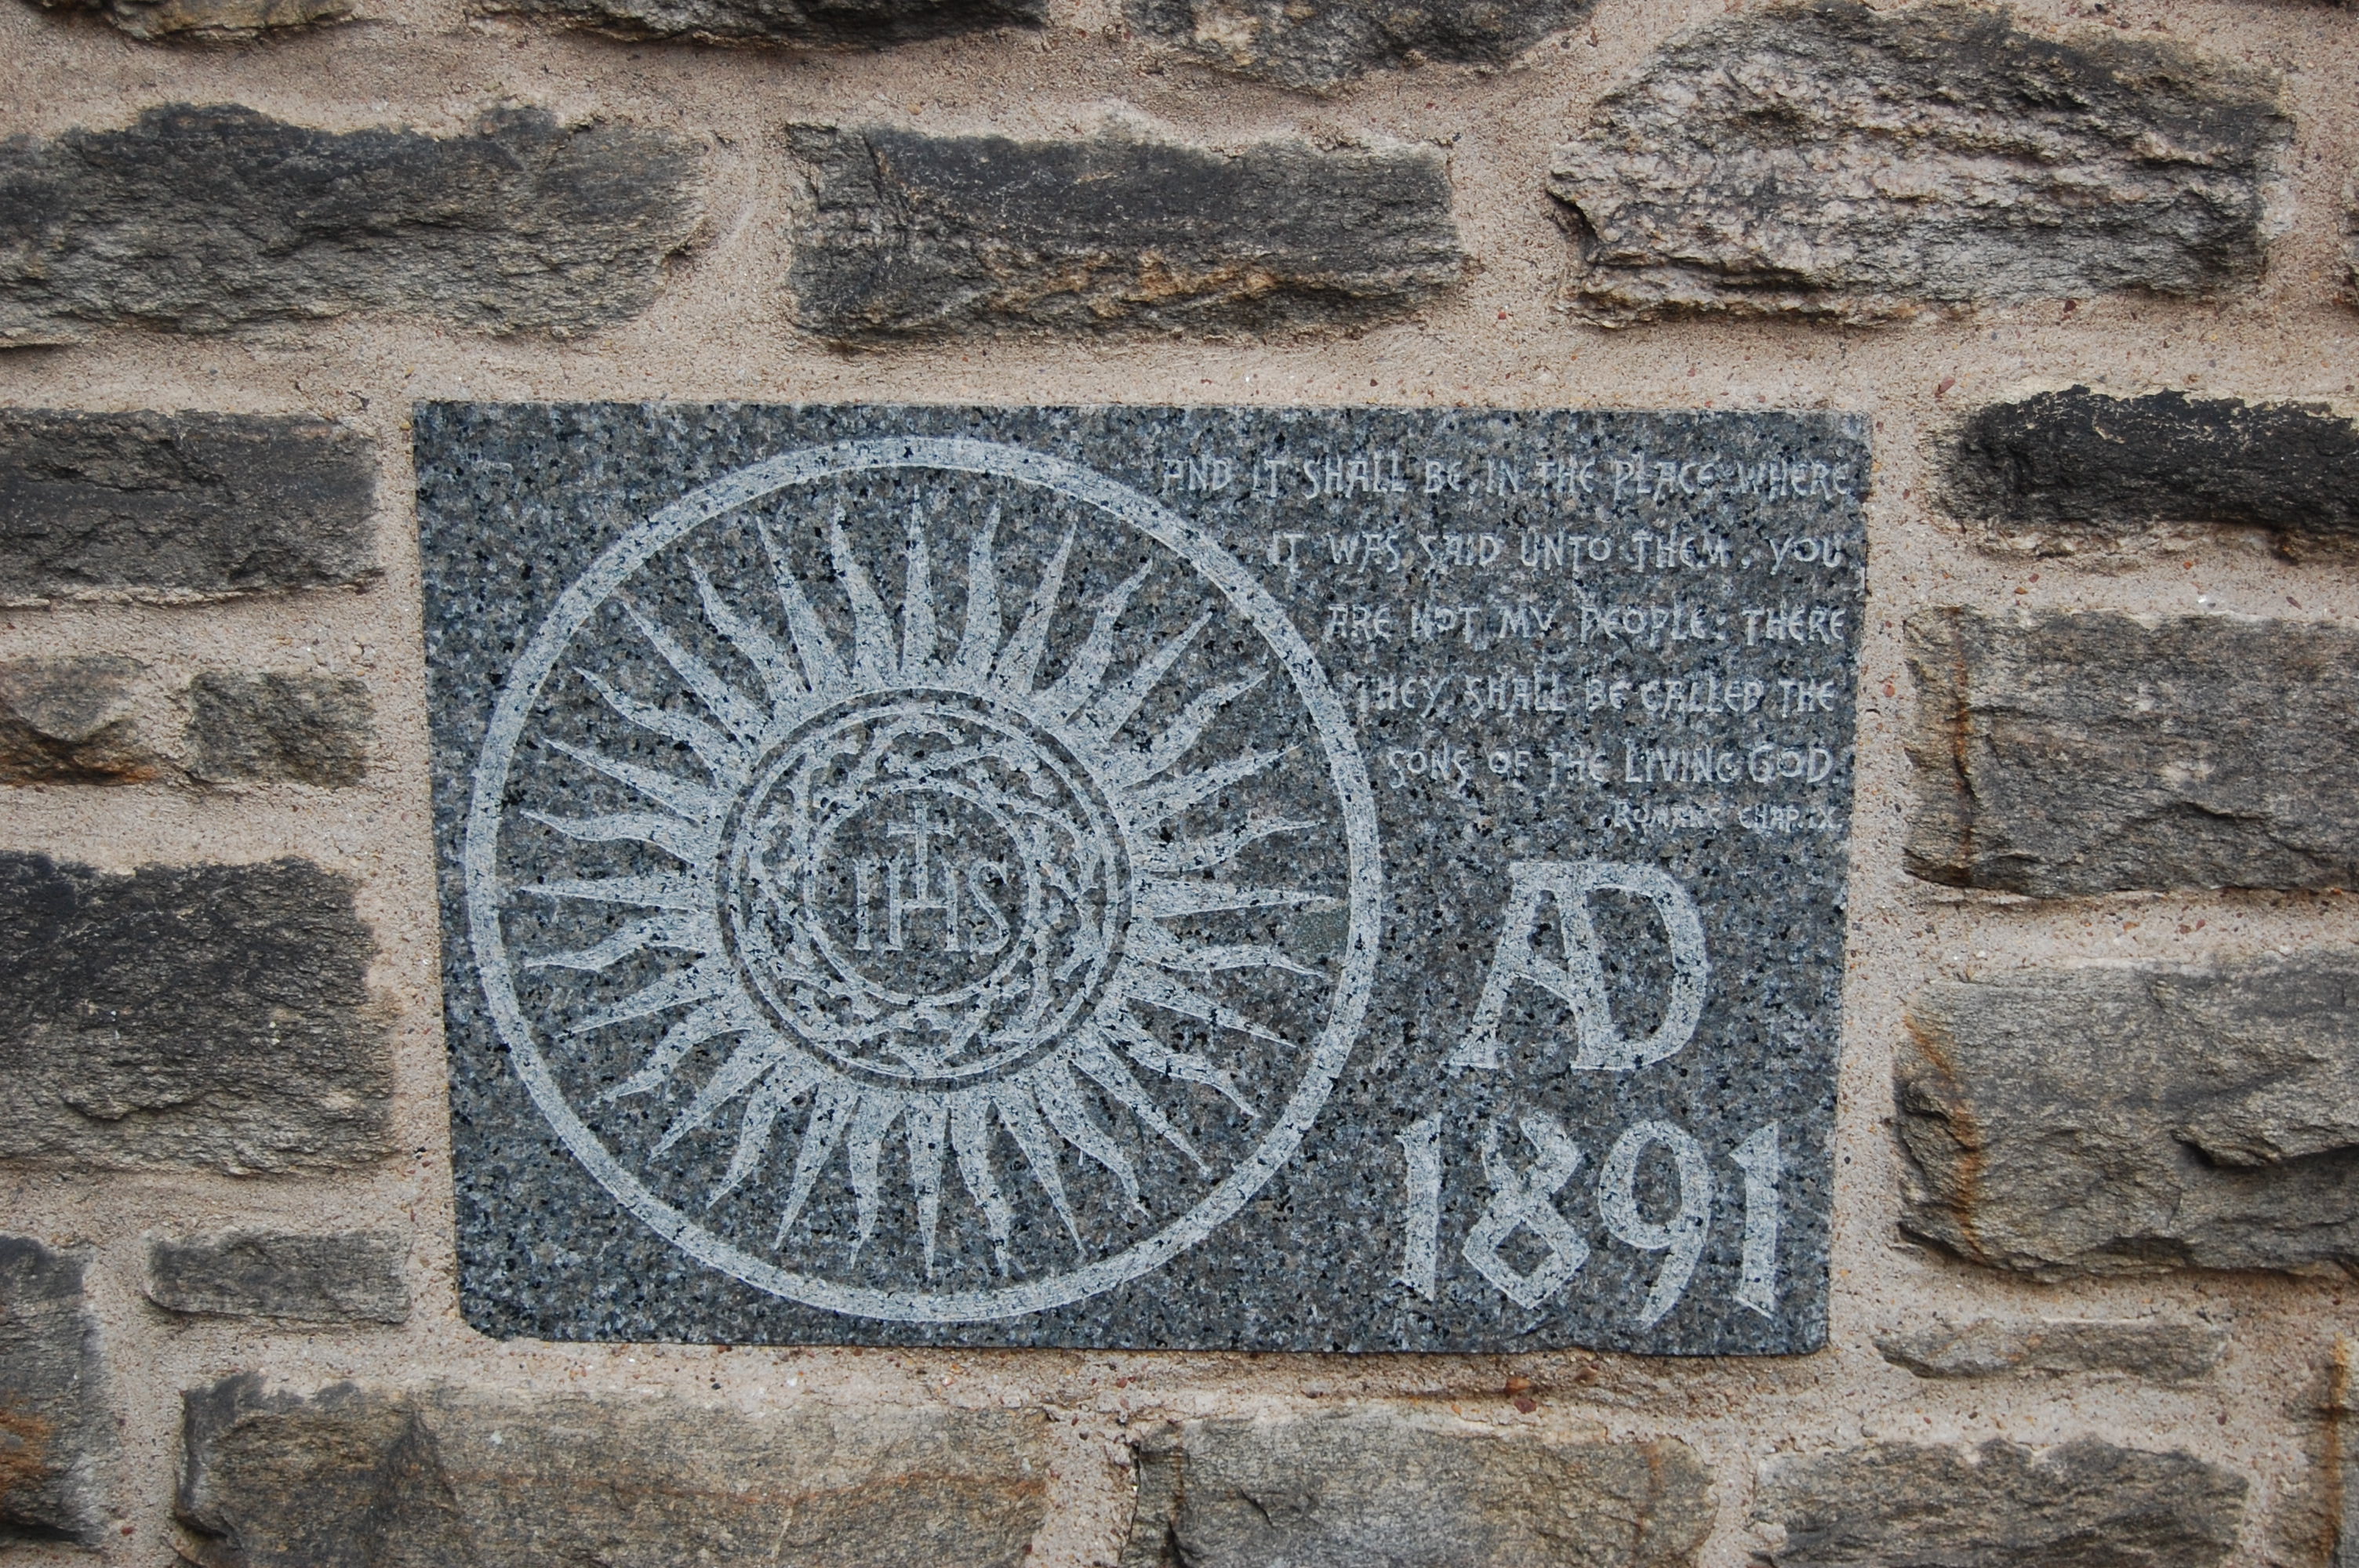 AND IT SHALL BE, IN THE PLACE WHERE
IT WAS SAID UNTO THEM, YOU
ARE NOT MY PEOPLE: THERE
THEY SHALL BE CALLED THE
SONS OF THE LIVING GOD.
ROMANS CHAP. IX.
IHS
AD
1891